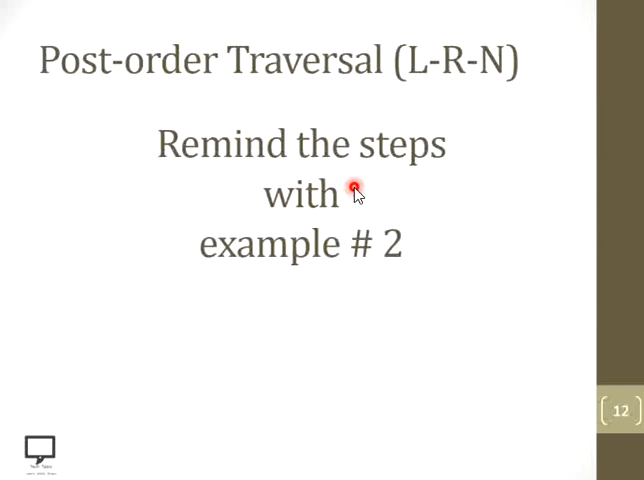 Post-order Traversal (L-R-N)
Remind the steps
with
example # 2
12